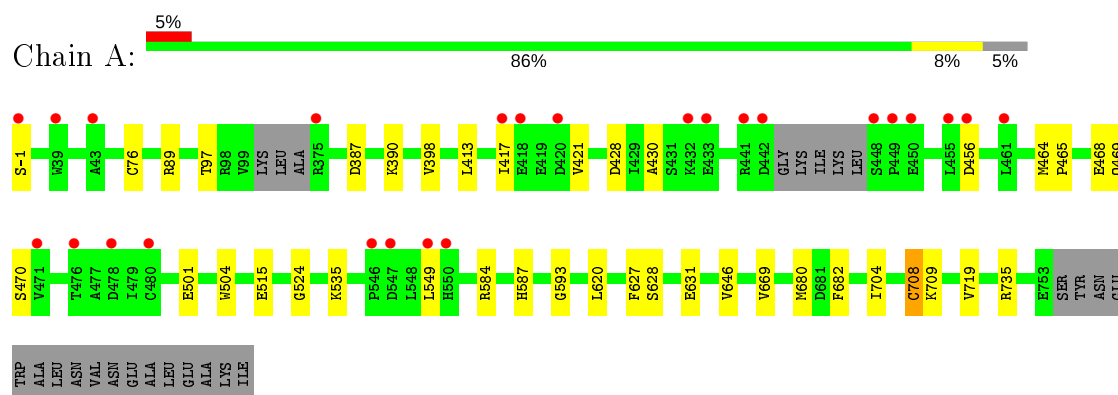 5%
Chain A:
86% 8% 5%
S-1 W39 A43 C76 R89 T97 R98 V99 LYS LEU ALA R375 D387 K390 V398 L413 I417 E418 E419 D420 V421 D428 I429 A430 S431 K432 E433 R441 D442 GLY LYS ILE LYS LEU S448 P449 E450 L455 D456 L461 M464 P465 E468 Q469
S470 V471 T476 A477 D478 I479 C480 E501 W504 E515 G524 K535 P546 D547 L548 L549 H550 R584 H587 G593 L620 F627 S628 E631 V646 V669 M680 D681 F682 I704 C708 K709 V719 R735 E753 SER TYR ASN GLU
TRP ALA LEU ASN VAL ASN GLU ALA LEU GLU ALA LYS ILE